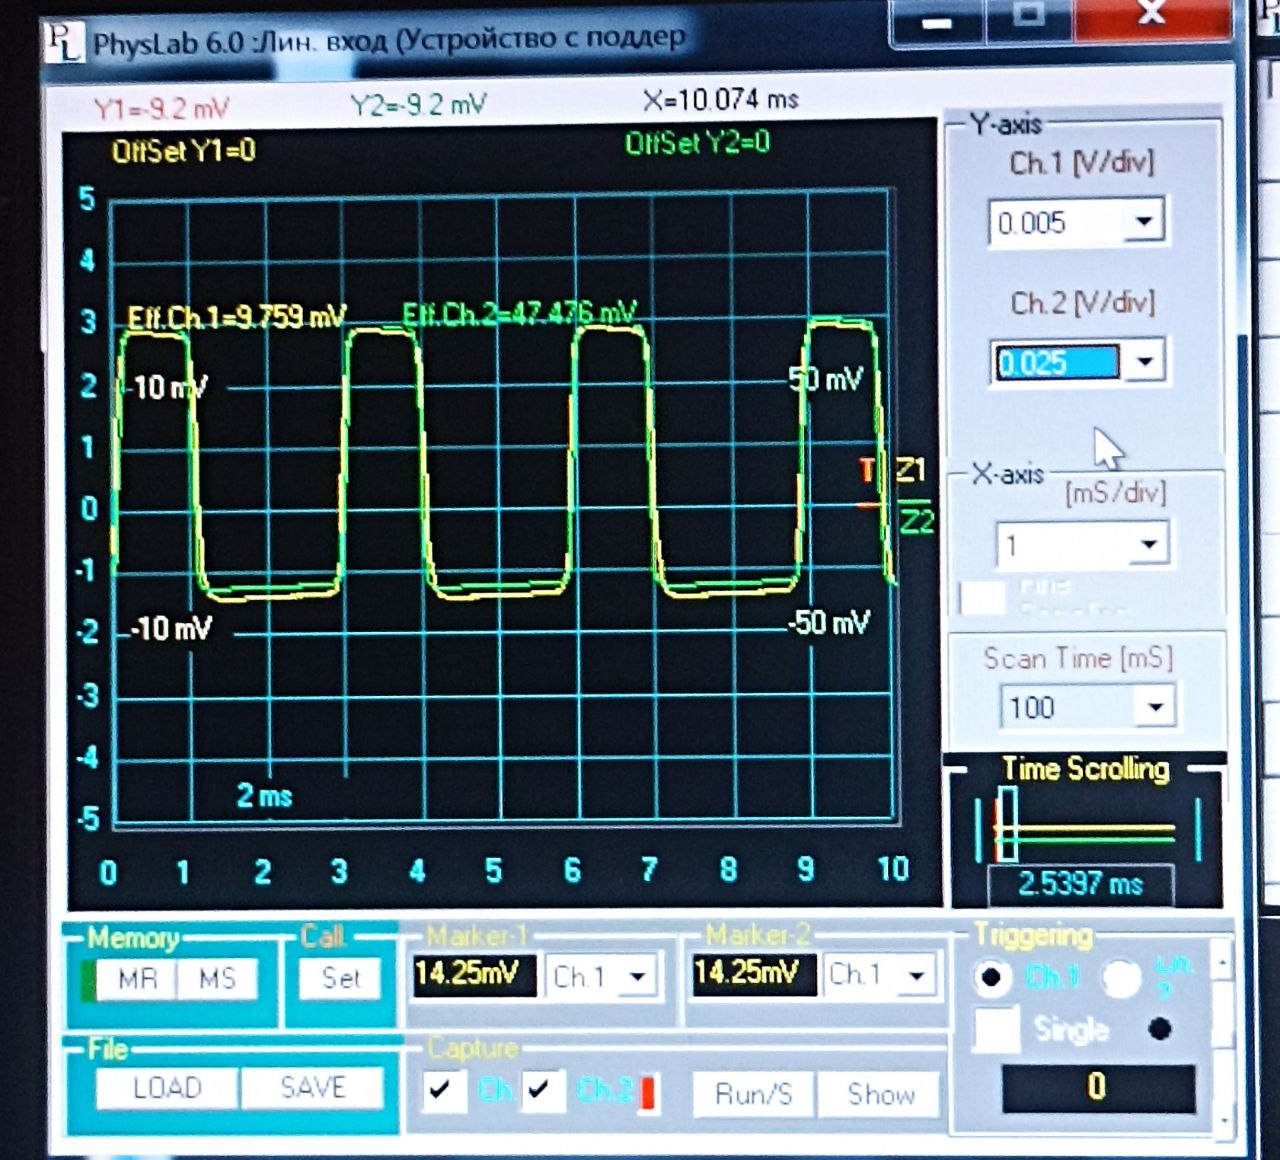 PL PhysLab 6.0 :Лин. вход (Устройство с поддер
Y1=-9.2 mV Y2=-9.2 mV X=10.074 ms
OffSet Y1=0 OffSet Y2=0
5
4
3
2
1
0
-1
-2
-3
-4
-5
Eff.Ch.1=9.759 mV Eff.Ch.2=47.476 mV
-10 mV 50 mV
T Z1
Z2
-10 mV -50 mV
2 ms
0 1 2 3 4 5 6 7 8 9 10
Y-axis
Ch.1 [V/div]
0.005
Ch.2 [V/div]
0.025
X-axis
[mS/div]
1
Scan Time [mS]
100
Time Scrolling
2.5397 ms
Memory
MR MS
Call
Set
Marker-1
14.25mV Ch.1
Marker-2
14.25mV Ch.1
Triggering
Ch.1
Single
0
File
LOAD SAVE
Capture
Ch. Ch.2 Run/S Show